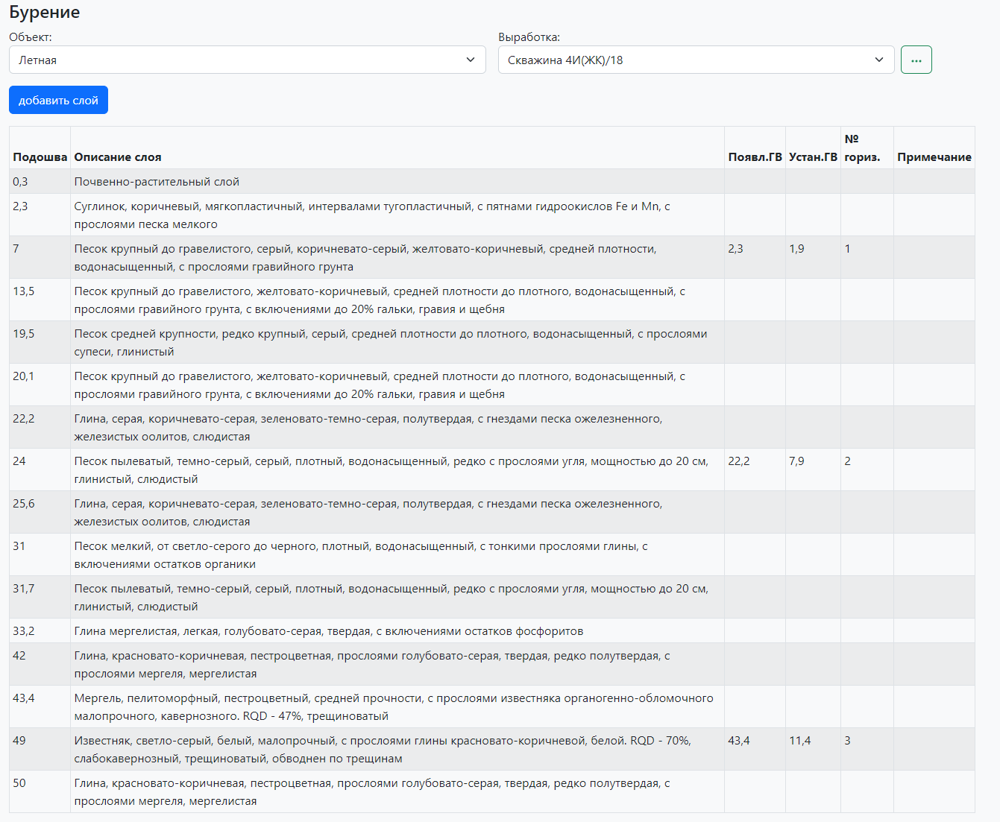 Бурение
Объект:
Выработка:
Летная
Скважина 4И(ЖК)/18
...
добавить слой
Подошва
Описание слоя
Появл.ГВ
Устан.ГВ
№
гориз.
Примечание
0,3
Почвенно-растительный слой
2,3
Суглинок, коричневый, мягкопластичный, интервалами тугопластичный, с пятнами гидроокислов Fe и Mn, с
прослоями песка мелкого
7
Песок крупный до гравелистого, серый, коричневато-серый, желтовато-коричневый, средней плотности,
водонасыщенный, с прослоями гравийного грунта
2,3
1,9
1
13,5
Песок крупный до гравелистого, желтовато-коричневый, средней плотности до плотного, водонасыщенный, с
прослоями гравийного грунта, с включениями до 20% гальки, гравия и щебня
19,5
Песок средней крупности, редко крупный, серый, средней плотности до плотного, водонасыщенный, с прослоями
супеси, глинистый
20,1
Песок крупный до гравелистого, желтовато-коричневый, средней плотности до плотного, водонасыщенный, с
прослоями гравийного грунта, с включениями до 20% гальки, гравия и щебня
22,2
Глина, серая, коричневато-серая, зеленовато-темно-серая, полутвердая, с гнездами песка ожелезненного,
железистых оолитов, слюдистая
24
Песок пылеватый, темно-серый, серый, плотный, водонасыщенный, редко с прослоями угля, мощностью до 20 см,
глинистый, слюдистый
22,2
7,9
2
25,6
Глина, серая, коричневато-серая, зеленовато-темно-серая, полутвердая, с гнездами песка ожелезненного,
железистых оолитов, слюдистая
31
Песок мелкий, от светло-серого до черного, плотный, водонасыщенный, с тонкими прослоями глины, с
включениями остатков органики
31,7
Песок пылеватый, темно-серый, серый, плотный, водонасыщенный, редко с прослоями угля, мощностью до 20 см,
глинистый, слюдистый
33,2
Глина мергелистая, легкая, голубовато-серая, твердая, с включениями остатков фосфоритов
42
Глина, красновато-коричневая, пестроцветная, прослоями голубовато-серая, твердая, редко полутвердая, с
прослоями мергеля, мергелистая
43,4
Мергель, пелитоморфный, пестроцветный, средней прочности, с прослоями известняка органогенно-обломочного
малопрочного, кавернозного. RQD - 47%, трещиноватый
49
Известняк, светло-серый, белый, малопрочный, с прослоями глины красновато-коричневой, белой. RQD - 70%,
слабокавернозный, трещиноватый, обводнен по трещинам
43,4
11,4
3
50
Глина, красновато-коричневая, пестроцветная, прослоями голубовато-серая, твердая, редко полутвердая, с
прослоями мергеля, мергелистая